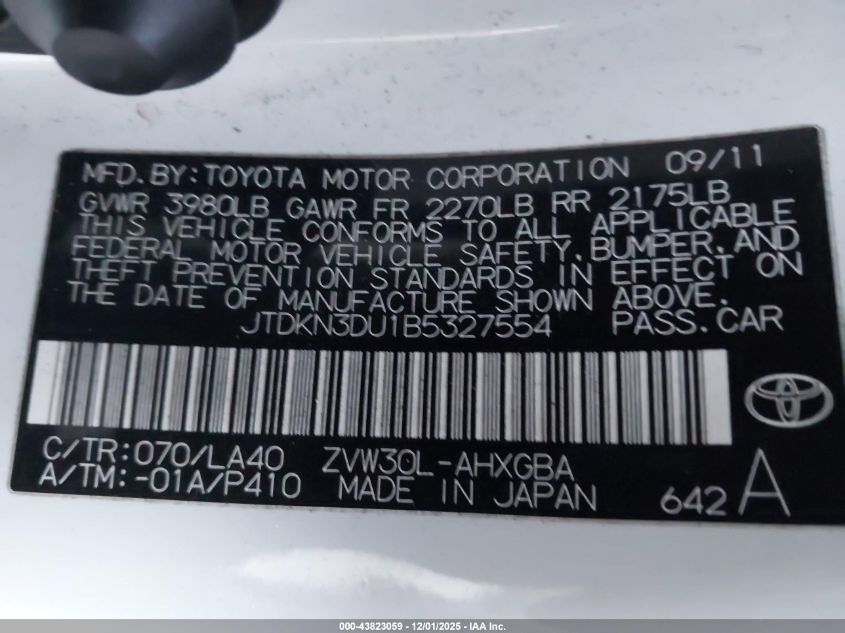 MFD.BY:TOYOTA MOTOR CORPORATION 09/11
GVWR 3980LB GAWR FR 2270LB RR 2175LB
THIS VEHICLE CONFORMS TO ALL APPLICABLE
FEDERAL MOTOR VEHICLE SAFETY,BUMPER,AND
THEFT PREVENTION STANDARDS IN EFFECT ON
THE DATE OF MANUFACTURE SHOWN ABOVE.
JTDKN3DU1B5327554 PASS.CAR
C/TR:070/LA40 ZVW30L-AHXGBA
A/TM:-01A/P410 MADE IN JAPAN 642 A
000-43823059 - 12/01/2025 - IAA Inc.